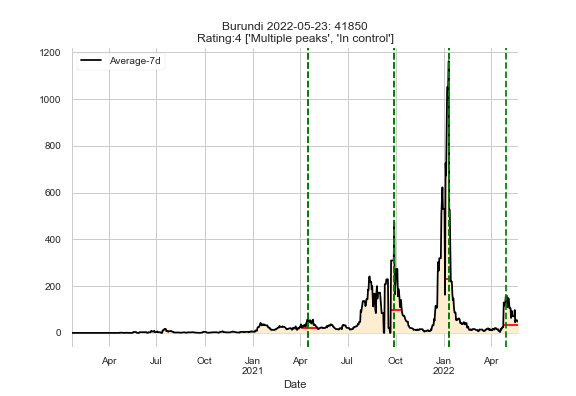 Burundi 2022-05-23: 41850
Rating:4 ['Multiple peaks', 'In control']
Average-7d
1200
1000
800
600
400
200
0
Apr Jul Oct Jan Apr Jul Oct Jan Apr
2021 2022
Date